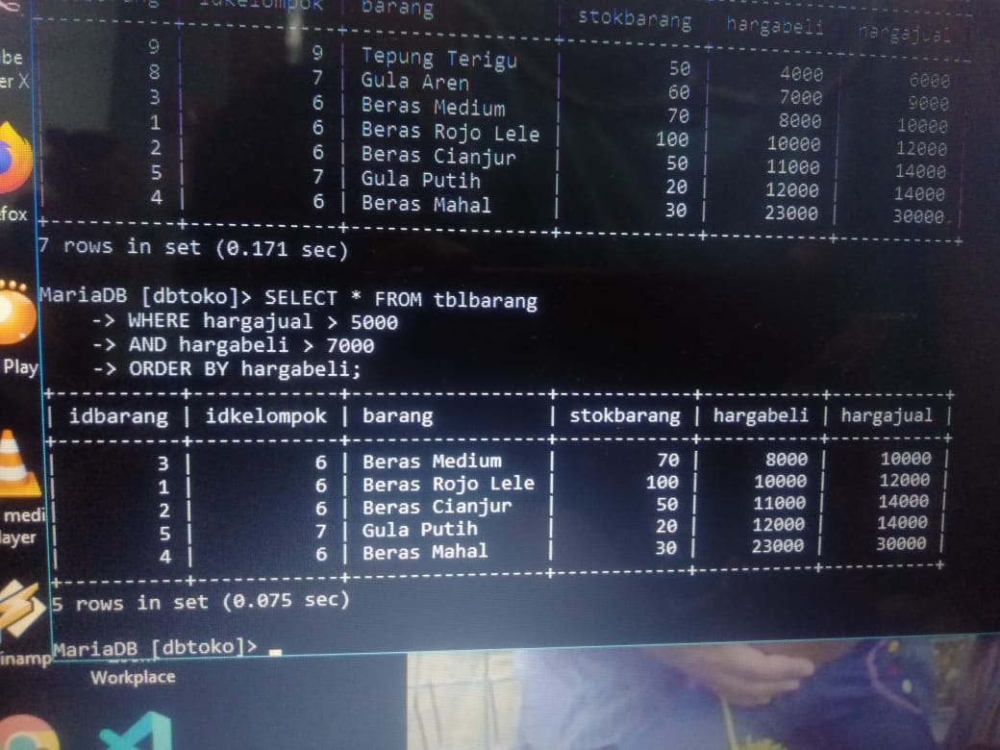 idkelompok | barang | stokbarang | hargabeli | hargajual
9 | 9 | Tepung Terigu | 50 | 4000 | 6000
8 | 7 | Gula Aren | 60 | 7000 | 9000
3 | 6 | Beras Medium | 70 | 8000 | 10000
1 | 6 | Beras Rojo Lele | 100 | 10000 | 12000
2 | 6 | Beras Cianjur | 50 | 11000 | 14000
5 | 7 | Gula Putih | 20 | 12000 | 14000
4 | 6 | Beras Mahal | 30 | 23000 | 30000
7 rows in set (0.171 sec)
MariaDB [dbtoko]> SELECT * FROM tblbarang
-> WHERE hargajual > 5000
-> AND hargabeli > 7000
-> ORDER BY hargabeli;
| idbarang | idkelompok | barang | stokbarang | hargabeli | hargajual |
| 3 | 6 | Beras Medium | 70 | 8000 | 10000 |
| 1 | 6 | Beras Rojo Lele | 100 | 10000 | 12000 |
| 2 | 6 | Beras Cianjur | 50 | 11000 | 14000 |
| 5 | 7 | Gula Putih | 20 | 12000 | 14000 |
| 4 | 6 | Beras Mahal | 30 | 23000 | 30000 |
5 rows in set (0.075 sec)
MariaDB [dbtoko]>
be
er X
fox
Play
medi
ayer
inamp
Workplace